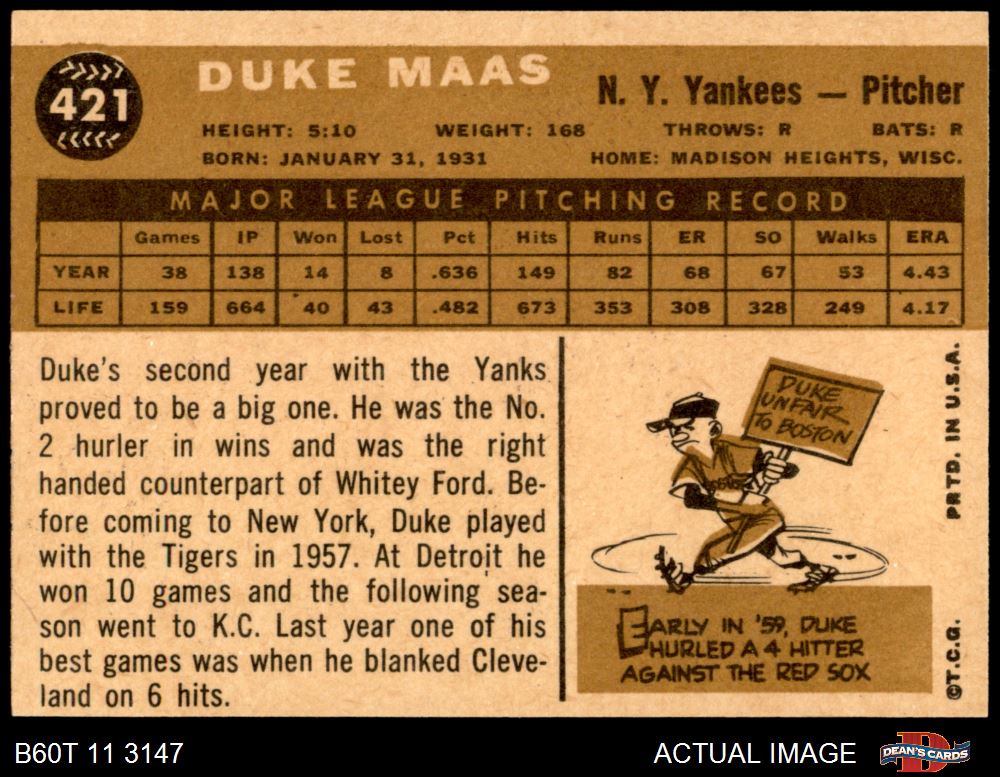 421
DUKE MAAS
N. Y. Yankees — Pitcher
HEIGHT: 5:10 WEIGHT: 168 THROWS: R BATS: R
BORN: JANUARY 31, 1931 HOME: MADISON HEIGHTS, WISC.
MAJOR LEAGUE PITCHING RECORD
Games IP Won Lost Pct Hits Runs ER SO Walks ERA
YEAR 38 138 14 8 .636 149 82 68 67 53 4.43
LIFE 159 664 40 43 .482 673 353 308 328 249 4.17
Duke's second year with the Yanks
proved to be a big one. He was the No.
2 hurler in wins and was the right
handed counterpart of Whitey Ford. Be-
fore coming to New York, Duke played
with the Tigers in 1957. At Detroit he
won 10 games and the following sea-
son went to K.C. Last year one of his
best games was when he blanked Cleve-
land on 6 hits.
DUKE
UNFAIR
TO BOSTON
EARLY IN '59, DUKE
HURLED A 4 HITTER
AGAINST THE RED SOX
©T.C.G. PRTD. IN U.S.A.
B60T 11 3147
ACTUAL IMAGE
DEAN'S CARDS